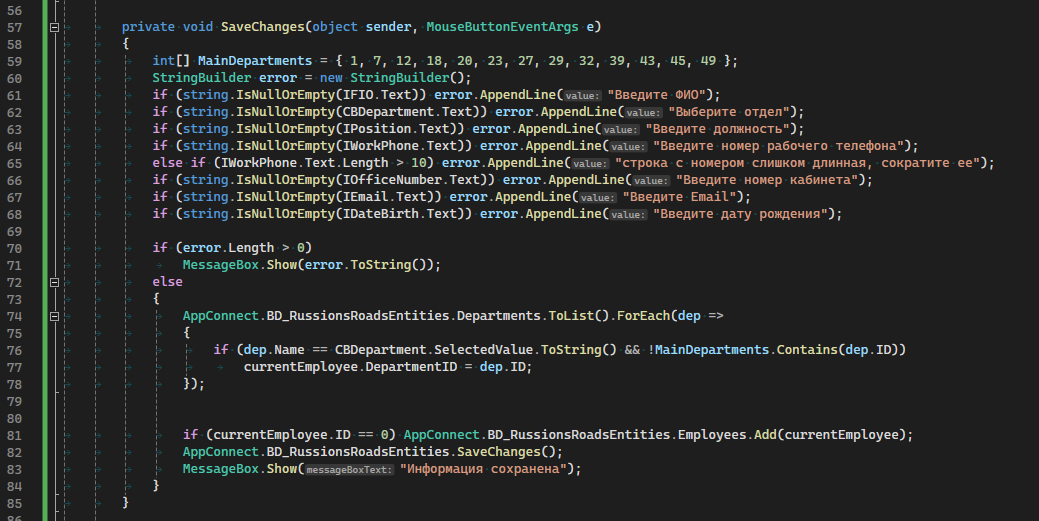 56
57 private void SaveChanges(object sender, MouseButtonEventArgs e)
58 {
59 int[] MainDepartments = { 1, 7, 12, 18, 20, 23, 27, 29, 32, 39, 43, 45, 49 };
60 StringBuilder error = new StringBuilder();
61 if (string.IsNullOrEmpty(IFIO.Text)) error.AppendLine(value: "Введите ФИО");
62 if (string.IsNullOrEmpty(CBDepartment.Text)) error.AppendLine(value: "Выберите отдел");
63 if (string.IsNullOrEmpty(IPosition.Text)) error.AppendLine(value: "Введите должность");
64 if (string.IsNullOrEmpty(IWorkPhone.Text)) error.AppendLine(value: "Введите номер рабочего телефона");
65 else if (IWorkPhone.Text.Length > 10) error.AppendLine(value: "строка с номером слишком длинная, сократите ее");
66 if (string.IsNullOrEmpty(IOfficeNumber.Text)) error.AppendLine(value: "Введите номер кабинета");
67 if (string.IsNullOrEmpty(IEmail.Text)) error.AppendLine(value: "Введите Email");
68 if (string.IsNullOrEmpty(IDateBirth.Text)) error.AppendLine(value: "Введите дату рождения");
69
70 if (error.Length > 0)
71 MessageBox.Show(error.ToString());
72 else
73 {
74 AppConnect.BD_RussionsRoadsEntities.Departments.ToList().ForEach(dep =>
75 {
76 if (dep.Name == CBDepartment.SelectedValue.ToString() && !MainDepartments.Contains(dep.ID))
77 currentEmployee.DepartmentID = dep.ID;
78 });
79
80
81 if (currentEmployee.ID == 0) AppConnect.BD_RussionsRoadsEntities.Employees.Add(currentEmployee);
82 AppConnect.BD_RussionsRoadsEntities.SaveChanges();
83 MessageBox.Show(messageBoxText: "Информация сохранена");
84 }
85 }
86